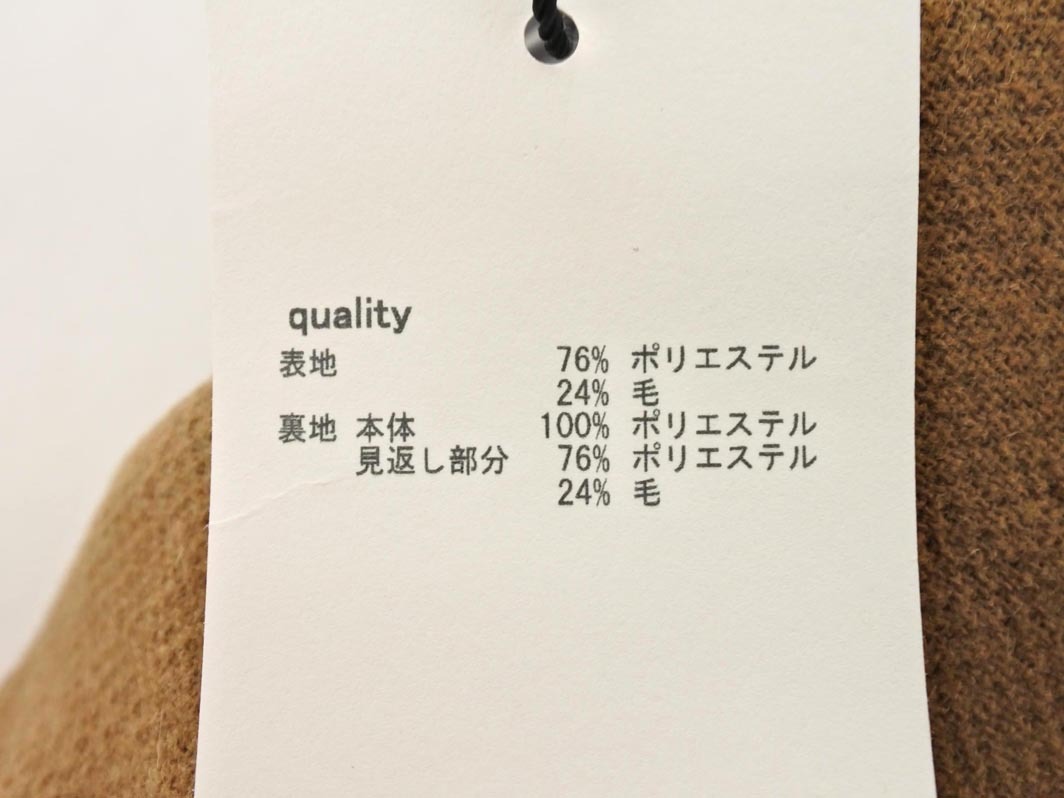 quality
表地 76% ポリエステル
24% 毛
裏地 本体 100% ポリエステル
見返し部分 76% ポリエステル
24% 毛